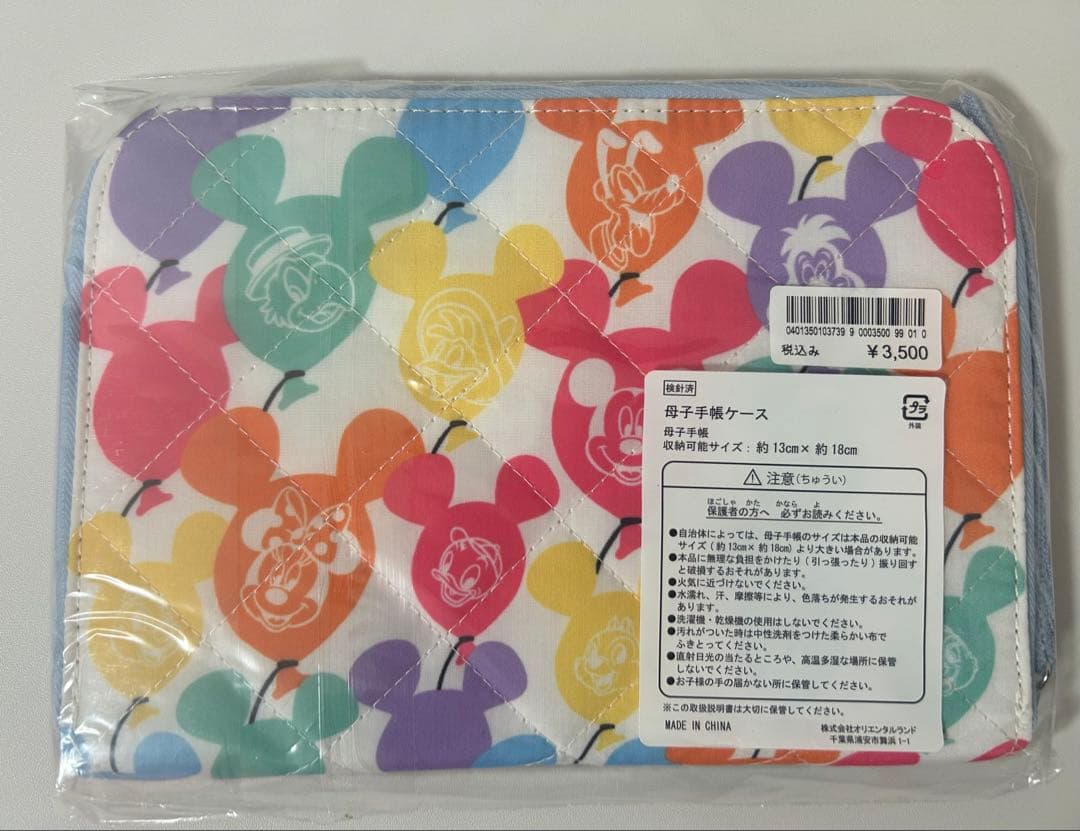 0401350103739 9 0003500 99 01 0
税込み ¥3,500
検針済
母子手帳ケース
プラ
外装
母子手帳
収納可能サイズ：約13cm×約18cm
⚠注意(ちゅうい)
ほごしゃ かた かなら よ
保護者の方へ 必ずお読みください。
●自治体によっては、母子手帳のサイズは本品の収納可能
サイズ(約13cm×約18cm)より大きい場合があります。
●本品に無理な負担をかけたり(引っ張ったり)振り回す
と破損するおそれがあります。
●火気に近づけないでください。
●水濡れ、汗、摩擦等により、色落ちが発生するおそれが
あります。
●洗濯機・乾燥機の使用はしないでください。
●汚れがついた時は中性洗剤をつけた柔らかい布で
ふきとってください。
●直射日光の当たるところや、高温多湿な場所に保管
しないでください。
●お子様の手の届かない所に保管してください。
※この取扱説明書は大切に保管してください。
MADE IN CHINA
株式会社オリエンタルランド
千葉県浦安市舞浜1-1